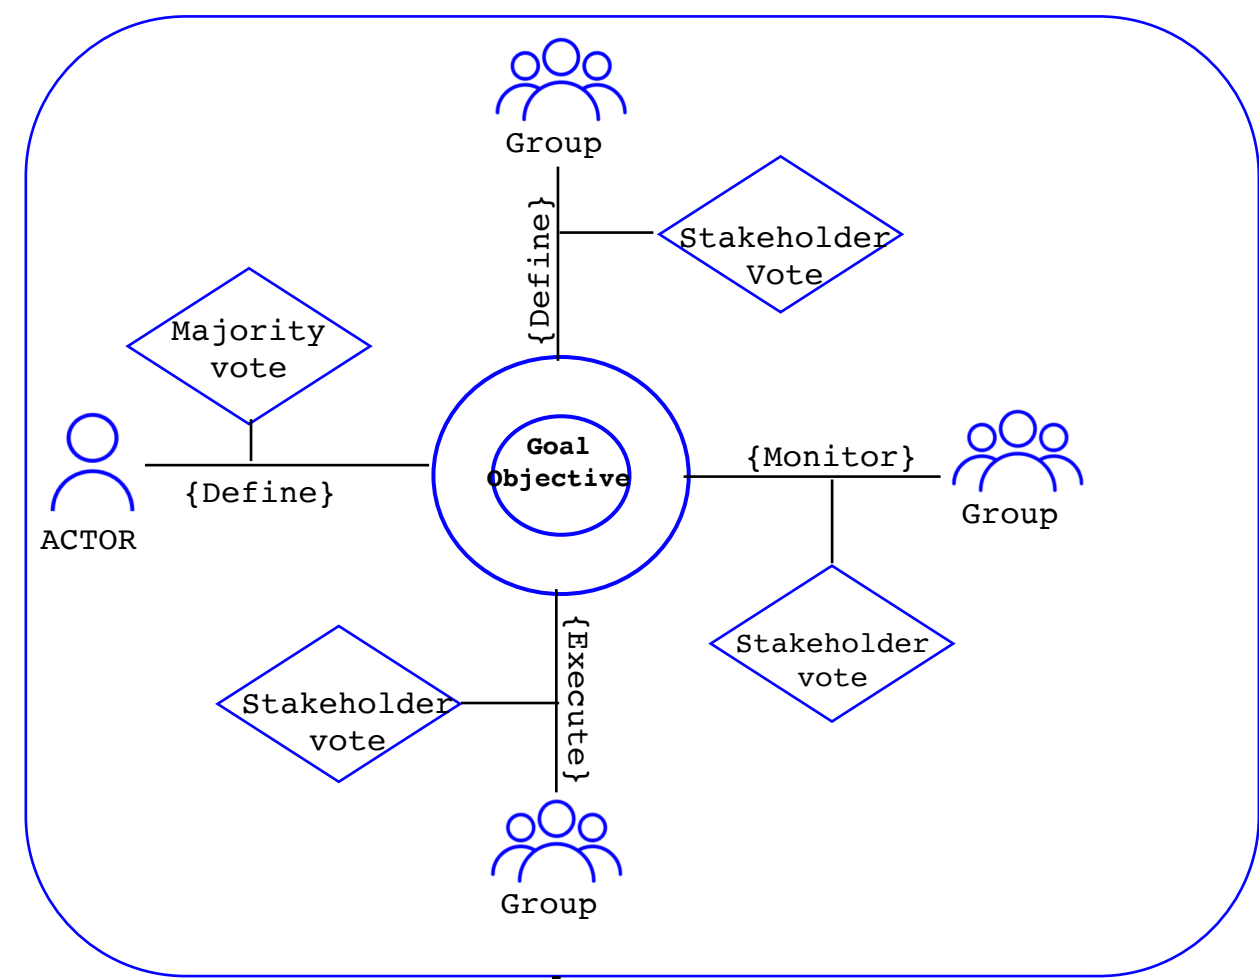 Group
{Define}
Stakeholder
Vote
Majority
vote
ACTOR
{Define}
Goal
Objective
{Monitor}
Group
Stakeholder
vote
{Execute}
Stakeholder
vote
Group